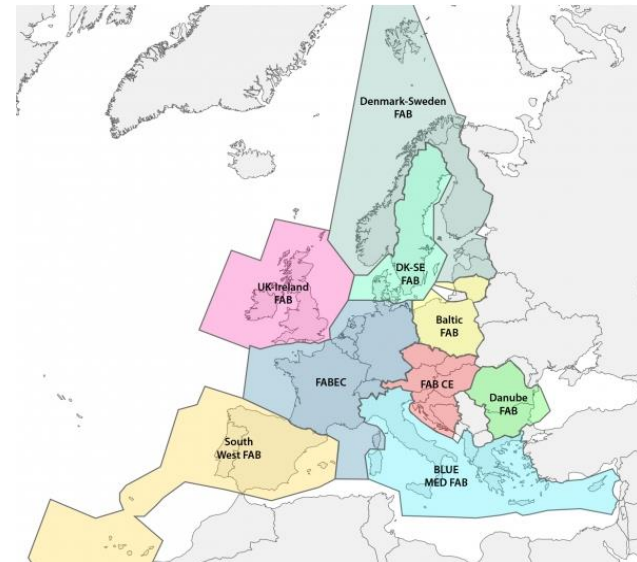 Denmark-Sweden
FAB
UK-Ireland
FAB
DK-SE
FAB
Baltic
FAB
FABEC
FAB CE
Danube
FAB
South
West FAB
BLUE
MED FAB